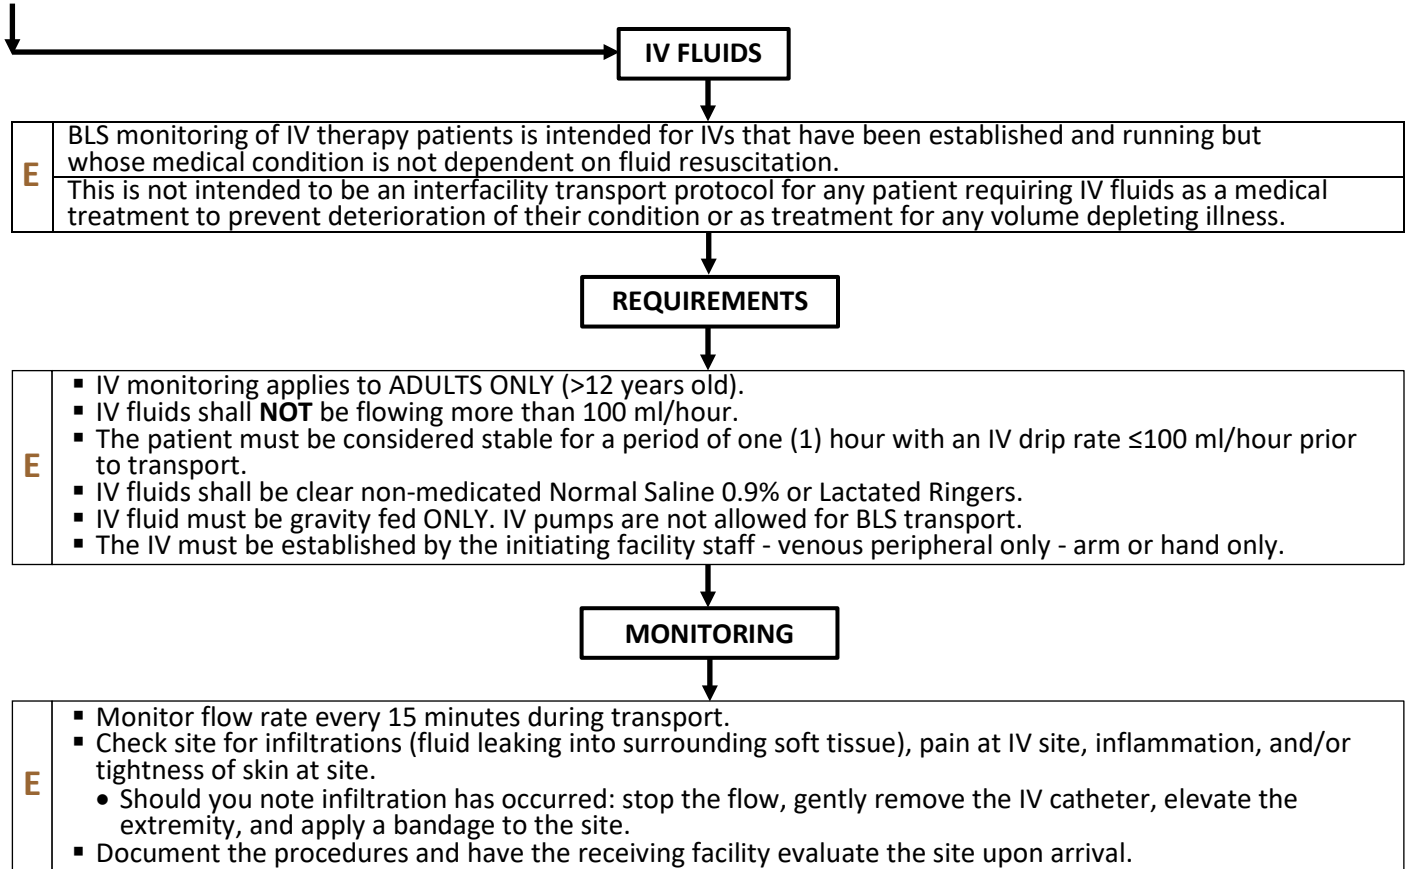 IV FLUIDS
E
BLS monitoring of IV therapy patients is intended for IVs that have been established and running but
whose medical condition is not dependent on fluid resuscitation.
This is not intended to be an interfacility transport protocol for any patient requiring IV fluids as a medical
treatment to prevent deterioration of their condition or as treatment for any volume depleting illness.
REQUIREMENTS
E
▪ IV monitoring applies to ADULTS ONLY (>12 years old).
▪ IV fluids shall NOT be flowing more than 100 ml/hour.
▪ The patient must be considered stable for a period of one (1) hour with an IV drip rate ≤100 ml/hour prior
to transport.
▪ IV fluids shall be clear non-medicated Normal Saline 0.9% or Lactated Ringers.
▪ IV fluid must be gravity fed ONLY. IV pumps are not allowed for BLS transport.
▪ The IV must be established by the initiating facility staff - venous peripheral only - arm or hand only.
MONITORING
E
▪ Monitor flow rate every 15 minutes during transport.
▪ Check site for infiltrations (fluid leaking into surrounding soft tissue), pain at IV site, inflammation, and/or
tightness of skin at site.
• Should you note infiltration has occurred: stop the flow, gently remove the IV catheter, elevate the
extremity, and apply a bandage to the site.
▪ Document the procedures and have the receiving facility evaluate the site upon arrival.